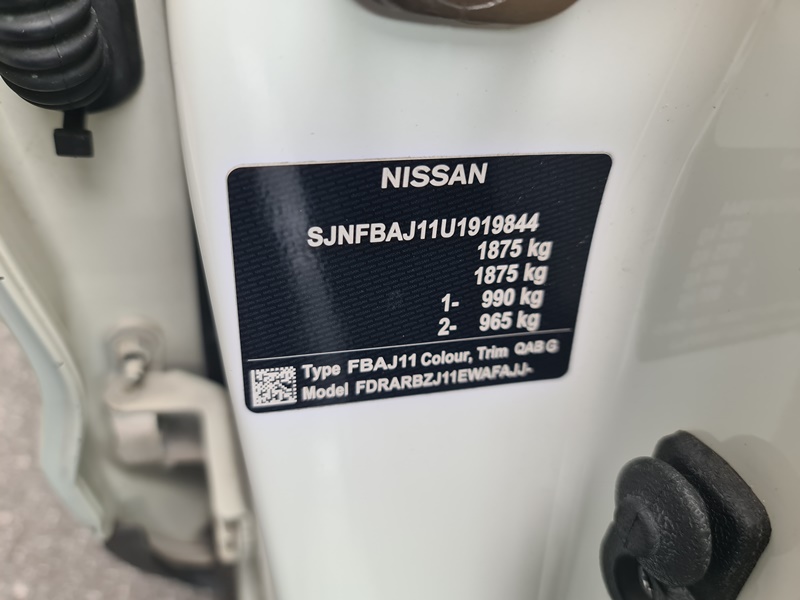 NISSAN
SJNFBAJ11U1919844
1875 kg
1875 kg
1- 990 kg
2- 965 kg
Type FBAJ11 Colour, Trim QAB G
Model FDRARBZJ11EWAFAJJ-